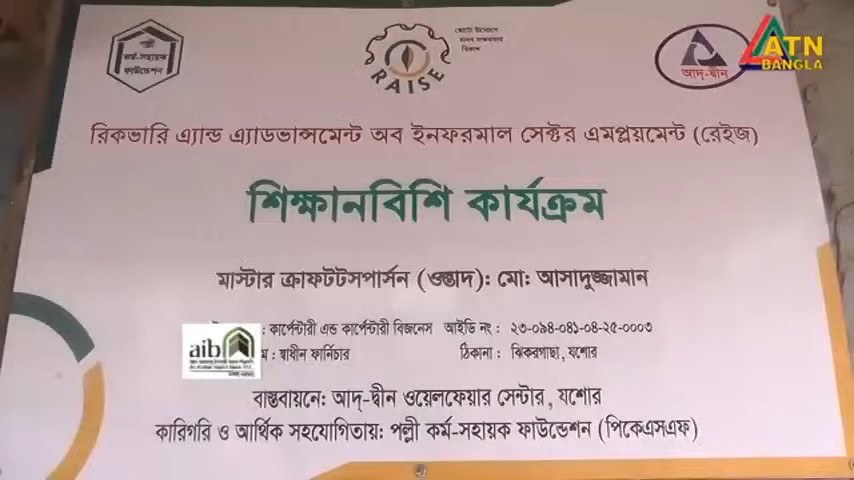 পল্লী
কর্ম-সহায়ক
ফাউন্ডেশন
RAISE
আদ্-দ্বীন
ATN
BANGLA
রিকভারি এ্যান্ড এ্যাডভান্সমেন্ট অব ইনফরমাল সেক্টর এমপ্লয়মেন্ট (রেইজ)
শিক্ষানবিশি কার্যক্রম
মাস্টার ক্রাফটটসপার্সন (ওস্তাদ): মো: আসাদুজ্জামান
: কার্পেন্টারী এন্ড কার্পেন্টারী বিজনেস আইডি নং : ২৩-০৯৪-০৪১-০৪-২৫-০০০৩
aib
ম : স্বাধীন ফার্নিচার ঠিকানা : ঝিকরগাছা, যশোর
বাস্তবায়নে: আদ্-দ্বীন ওয়েলফেয়ার সেন্টার, যশোর
কারিগরি ও আর্থিক সহযোগিতায়: পল্লী কর্ম-সহায়ক ফাউন্ডেশন (পিকেএসএফ)